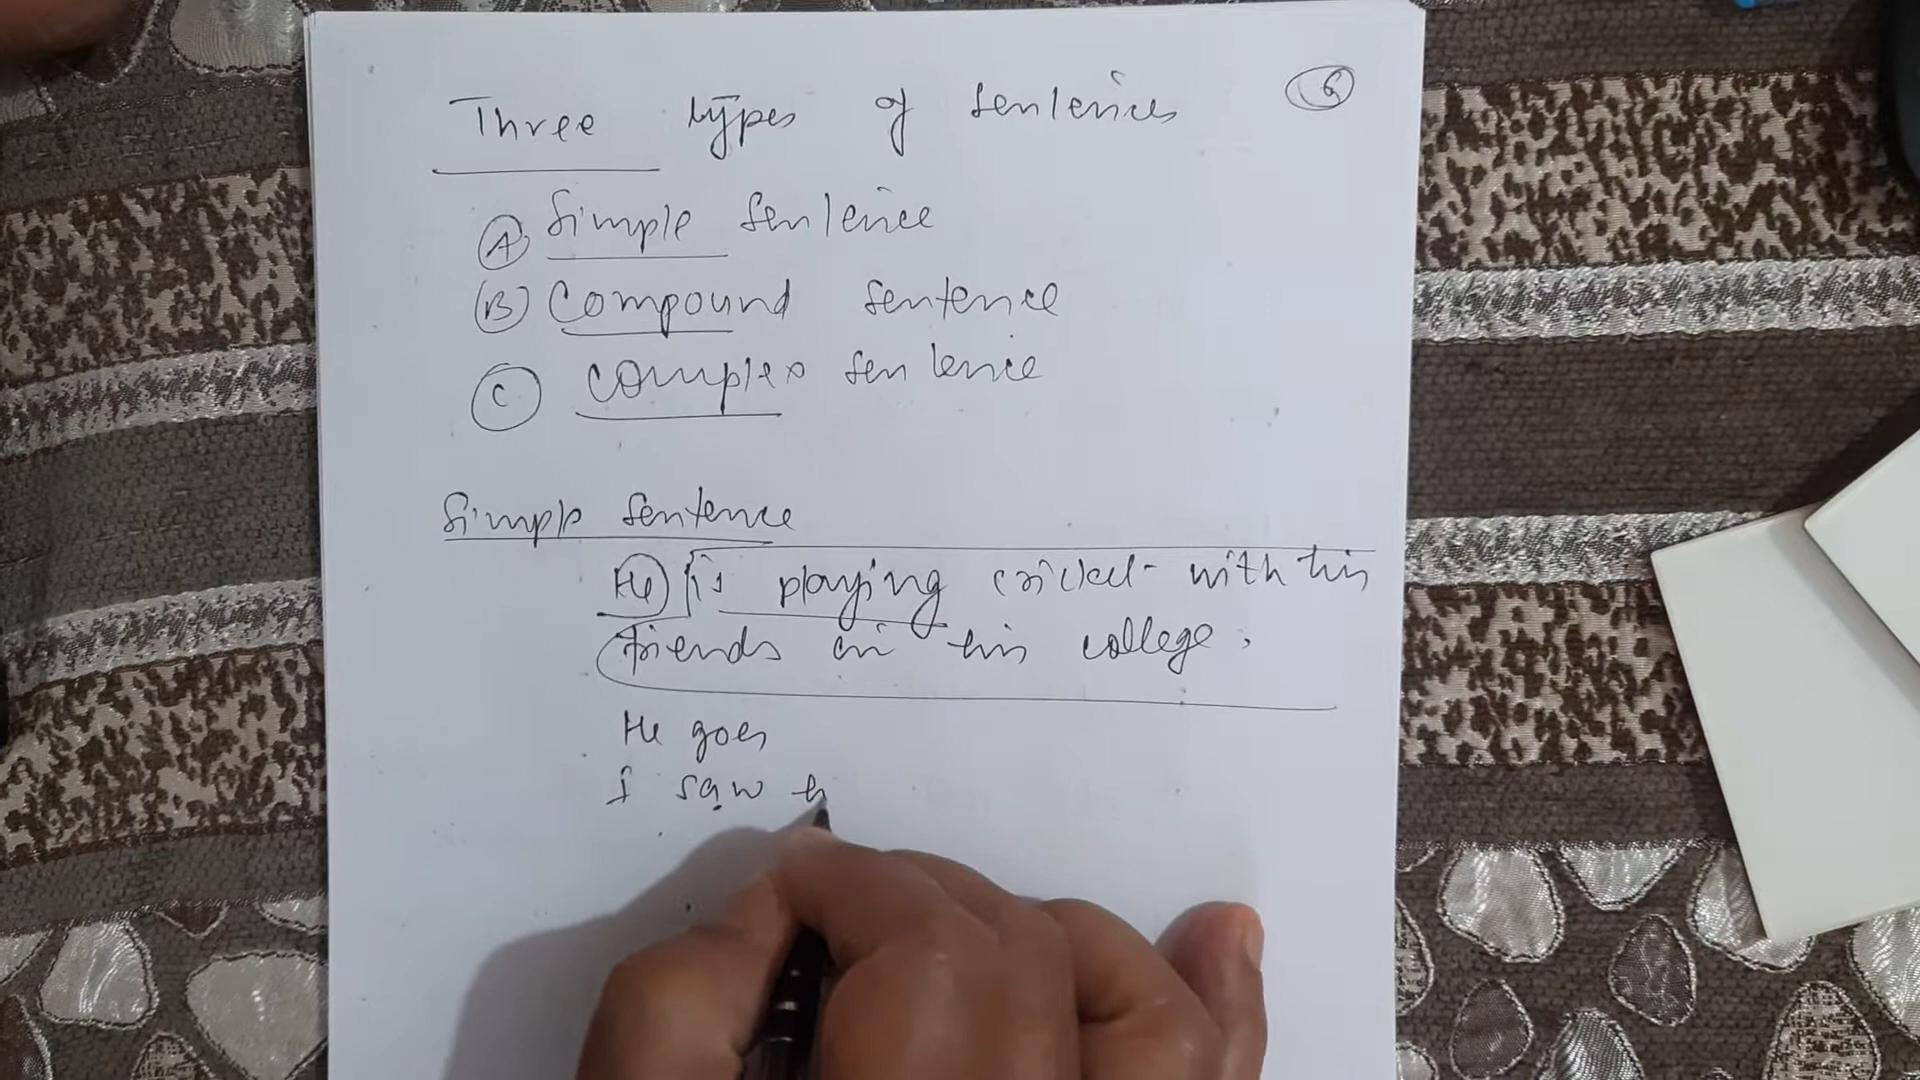 Three types of sentences
6
A Simple sentence
(B) Compound sentence
C complex sentence
Simple sentence
He is playing cricket with his
friends in his college.
He goes
I saw h